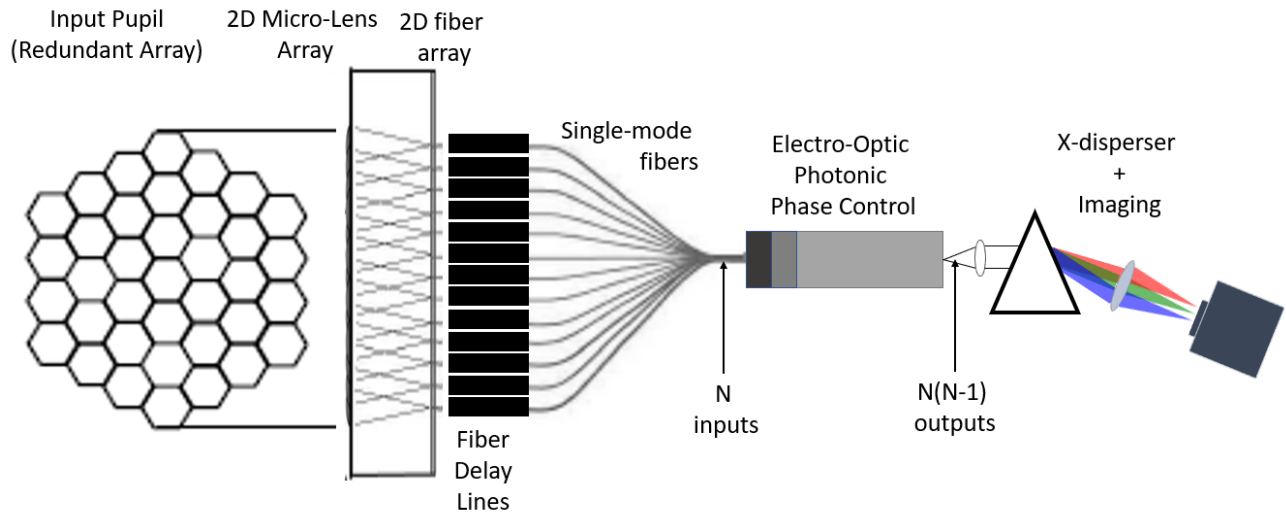 Input Pupil
(Redundant Array)
2D Micro-Lens
Array
2D fiber
array
Single-mode
fibers
Electro-Optic
Photonic
Phase Control
X-disperser
+
Imaging
Fiber
Delay
Lines
N
inputs
N(N-1)
outputs